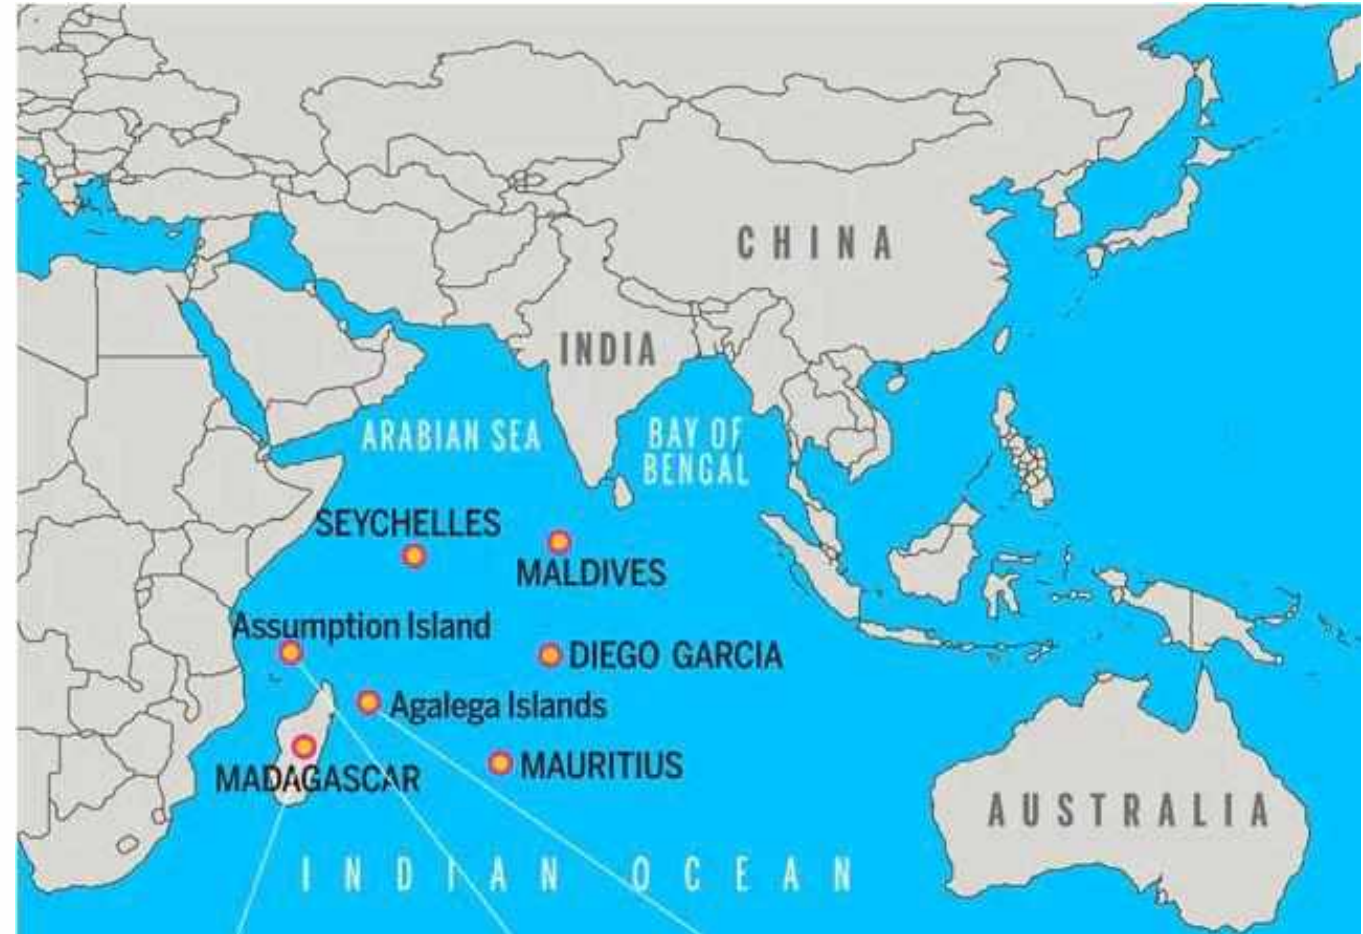 CHINA
INDIA
ARABIAN SEA
BAY OF
BENGAL
SEYCHELLES
MALDIVES
Assumption Island
DIEGO GARCIA
Agalega Islands
MAURITIUS
MADAGASCAR
AUSTRALIA
INDIAN OCEAN